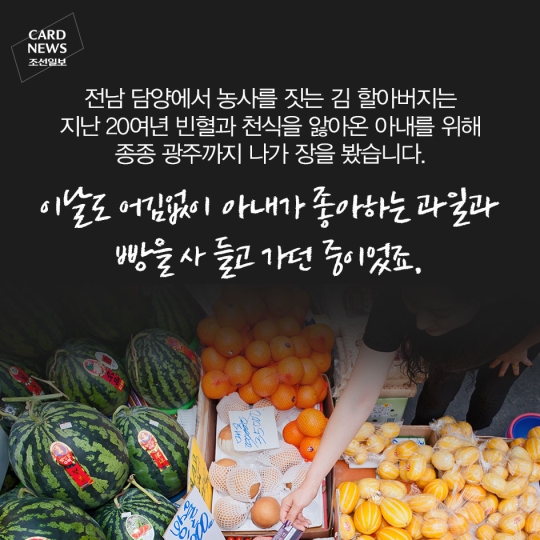 CARD
NEWS
조선일보
전남 담양에서 농사를 짓는 김 할아버지는
지난 20여년 빈혈과 천식을 앓아온 아내를 위해
종종 광주까지 나가 장을 봤습니다.
이날도 어김없이 아내가 좋아하는 과일과
빵을 사 들고 가던 중이었죠.